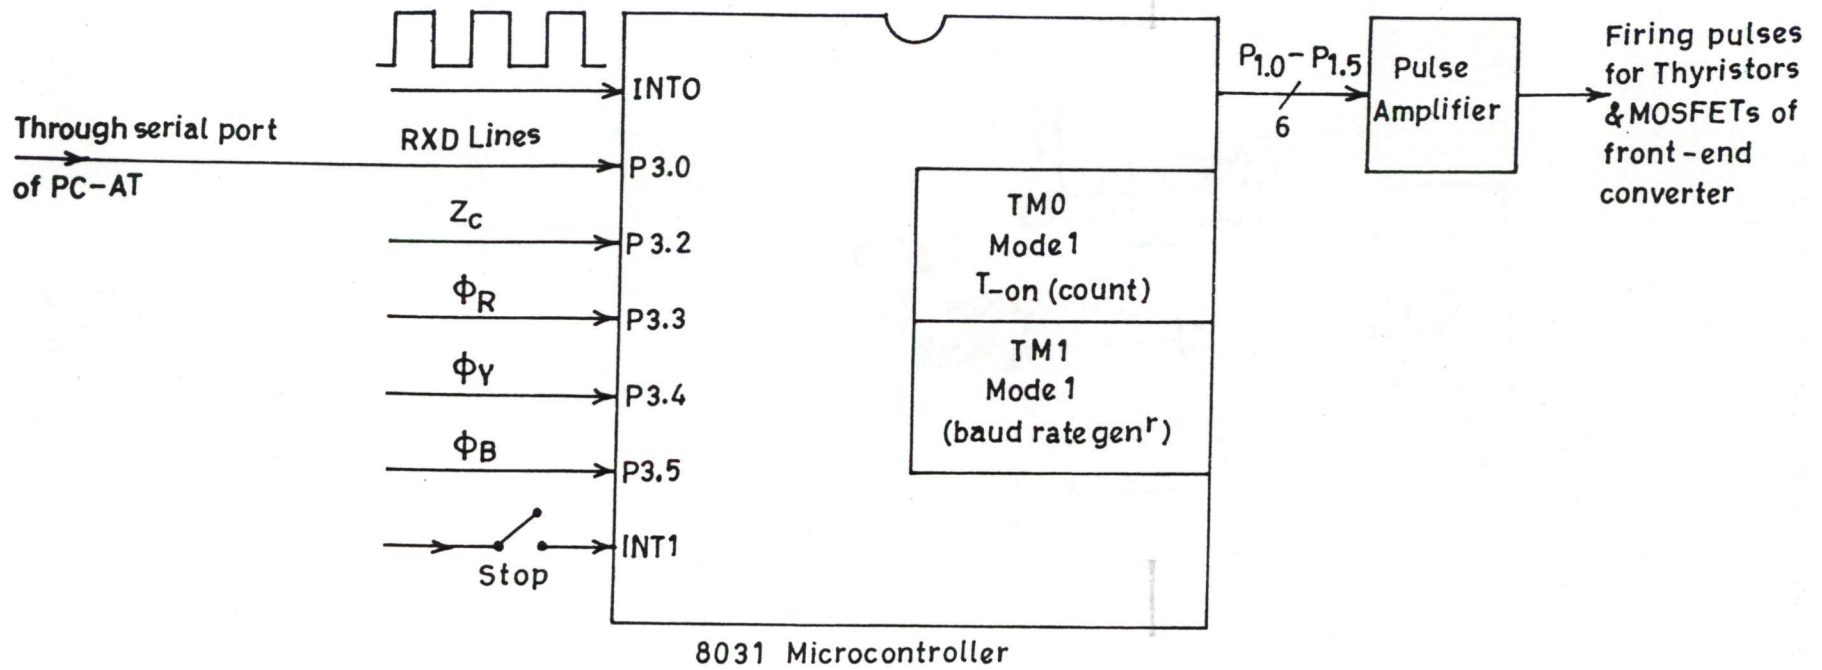 INTO
Through serial port
of PC-AT
RXD Lines
P3.0
Zc
P3.2
ϕR
P3.3
ϕY
P3.4
ϕB
P3.5
Stop
INT1
TM0
Mode 1
T-on (count)
TM1
Mode 1
(baud rate genr)
P1.0 - P1.5
6
Pulse
Amplifier
Firing pulses
for Thyristors
& MOSFETs of
front-end
converter
8031 Microcontroller